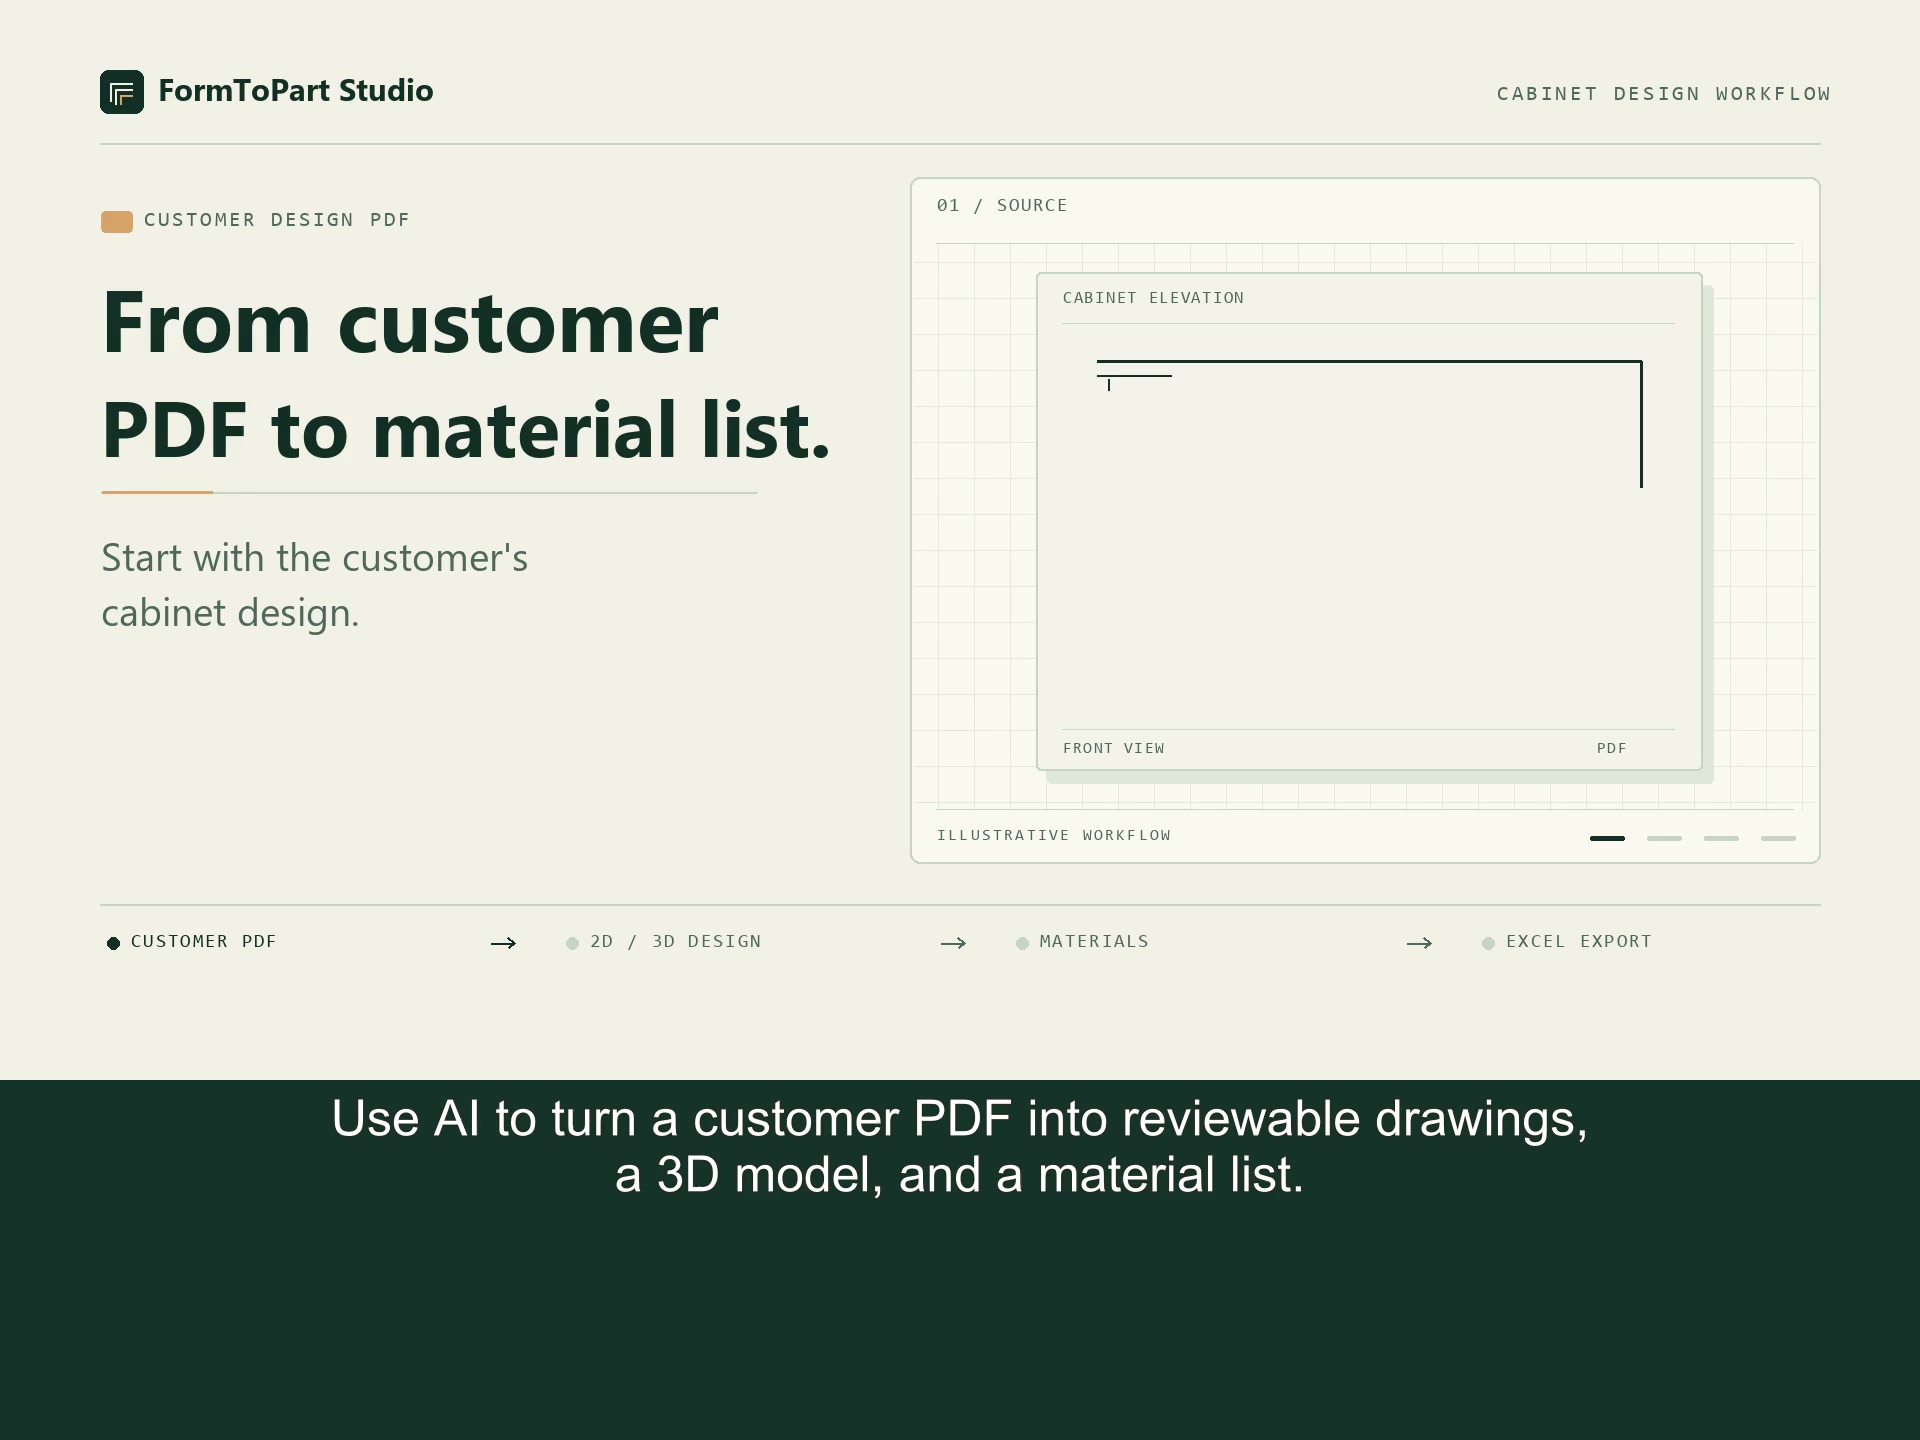 FormToPart Studio
CABINET DESIGN WORKFLOW
CUSTOMER DESIGN PDF
From customer
PDF to material list.
Start with the customer's
cabinet design.
01 / SOURCE
CABINET ELEVATION
FRONT VIEW
PDF
ILLUSTRATIVE WORKFLOW
CUSTOMER PDF
2D / 3D DESIGN
MATERIALS
EXCEL EXPORT
Use AI to turn a customer PDF into reviewable drawings,
a 3D model, and a material list.